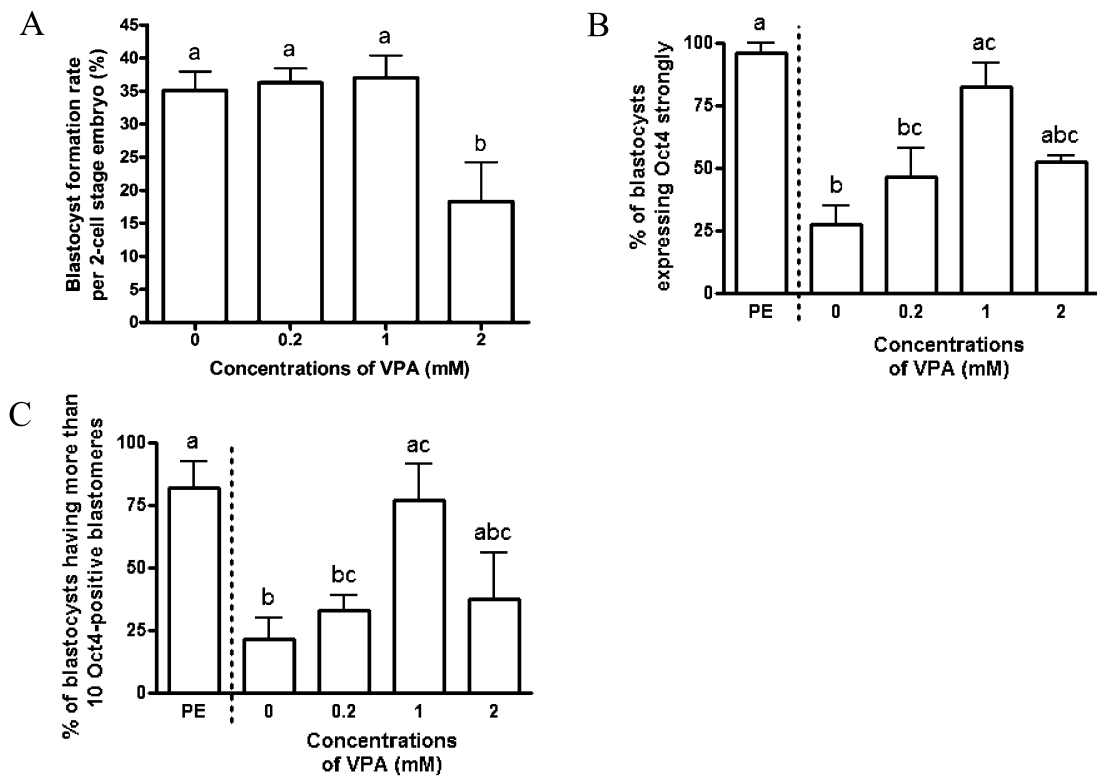 A
Blastocyst formation rate
per 2-cell stage embryo (%)
45
40
35
30
25
20
15
10
5
0
a
a
a
b
0 0.2 1 2
Concentrations of VPA (mM)
B
% of blastocysts
expressing Oct4 strongly
100
75
50
25
0
a
b
bc
ac
abc
PE 0 0.2 1 2
Concentrations
of VPA (mM)
C
% of blastocysts having more than
10 Oct4-positive blastomeres
100
75
50
25
0
a
b
bc
ac
abc
PE 0 0.2 1 2
Concentrations
of VPA (mM)